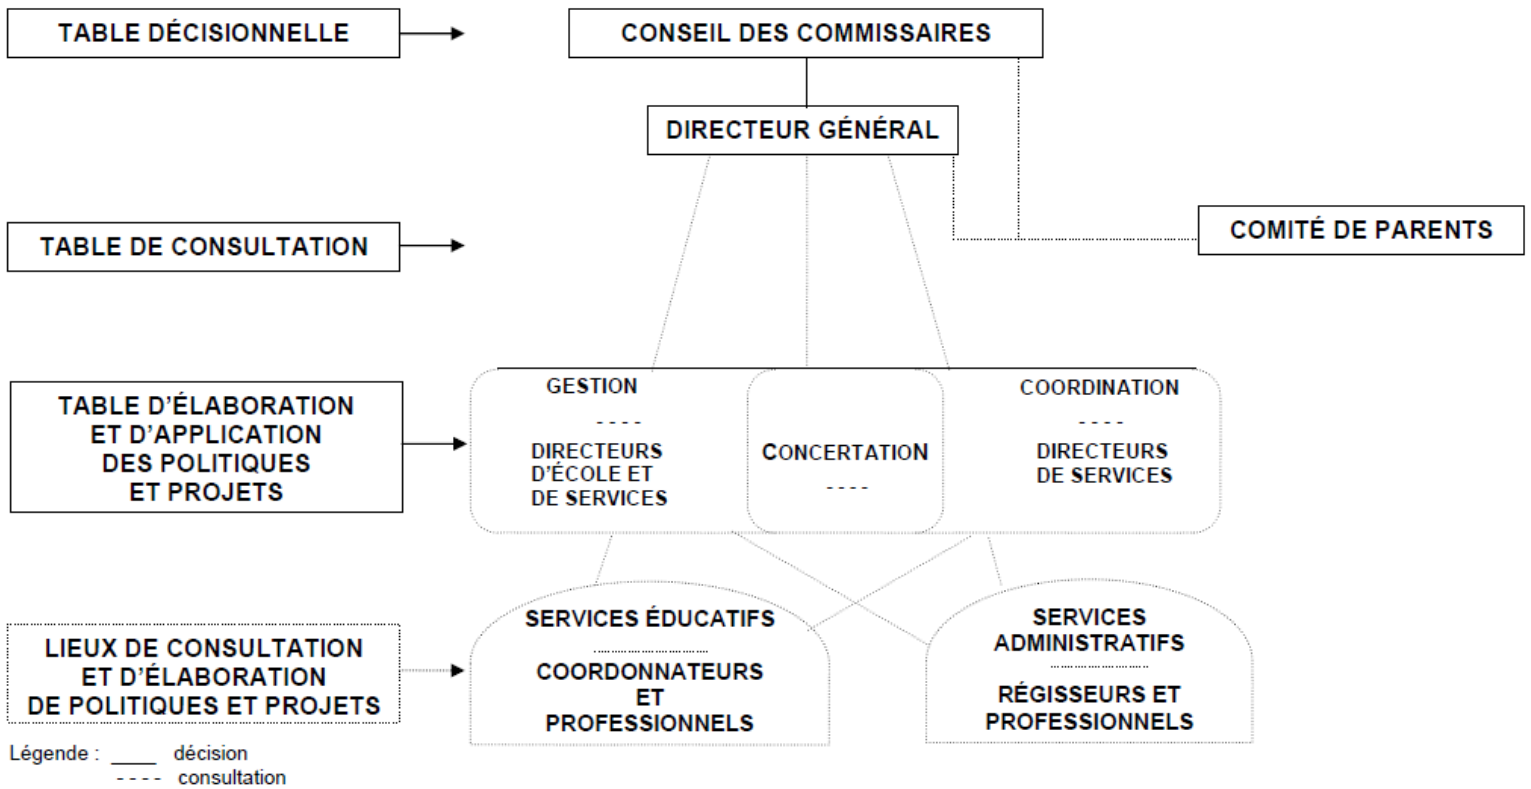 TABLE DÉCISIONNELLE
CONSEIL DES COMMISSAIRES
DIRECTEUR GÉNÉRAL
TABLE DE CONSULTATION
COMITÉ DE PARENTS
TABLE D'ÉLABORATION
ET D'APPLICATION
DES POLITIQUES
ET PROJETS
GESTION
- - - -
DIRECTEURS
D'ÉCOLE ET
DE SERVICES
CONCERTATION
- - - -
COORDINATION
- - - -
DIRECTEURS
DE SERVICES
LIEUX DE CONSULTATION
ET D'ÉLABORATION
DE POLITIQUES ET PROJETS
SERVICES ÉDUCATIFS
COORDONNATEURS
ET
PROFESSIONNELS
SERVICES
ADMINISTRATIFS
RÉGISSEURS ET
PROFESSIONNELS
Légende : ____ décision
- - - - consultation